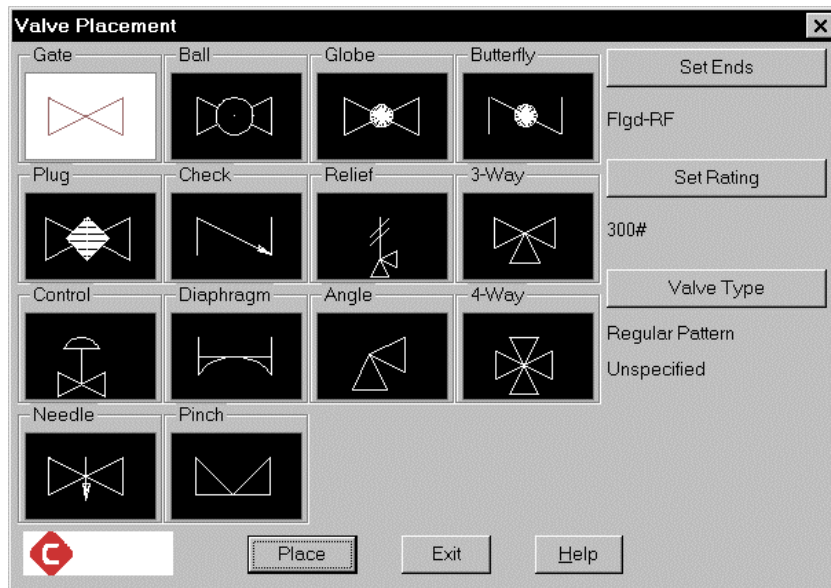 Valve Placement
Gate Ball Globe Butterfly
Set Ends
Flgd-RF
Plug Check Relief 3-Way
Set Rating
300#
Control Diaphragm Angle 4-Way
Valve Type
Regular Pattern
Unspecified
Needle Pinch
C
Place Exit Help